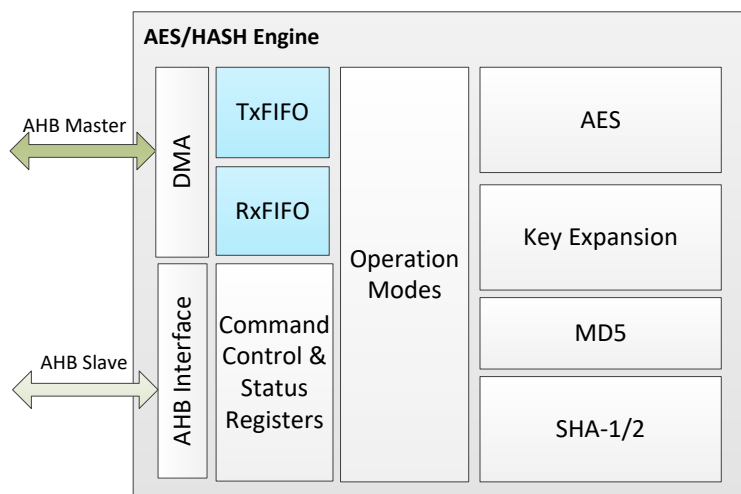 AES/HASH Engine
AHB Master
DMA
TxFIFO
RxFIFO
AHB Slave
AHB Interface
Command
Control &
Status
Registers
Operation
Modes
AES
Key Expansion
MD5
SHA-1/2